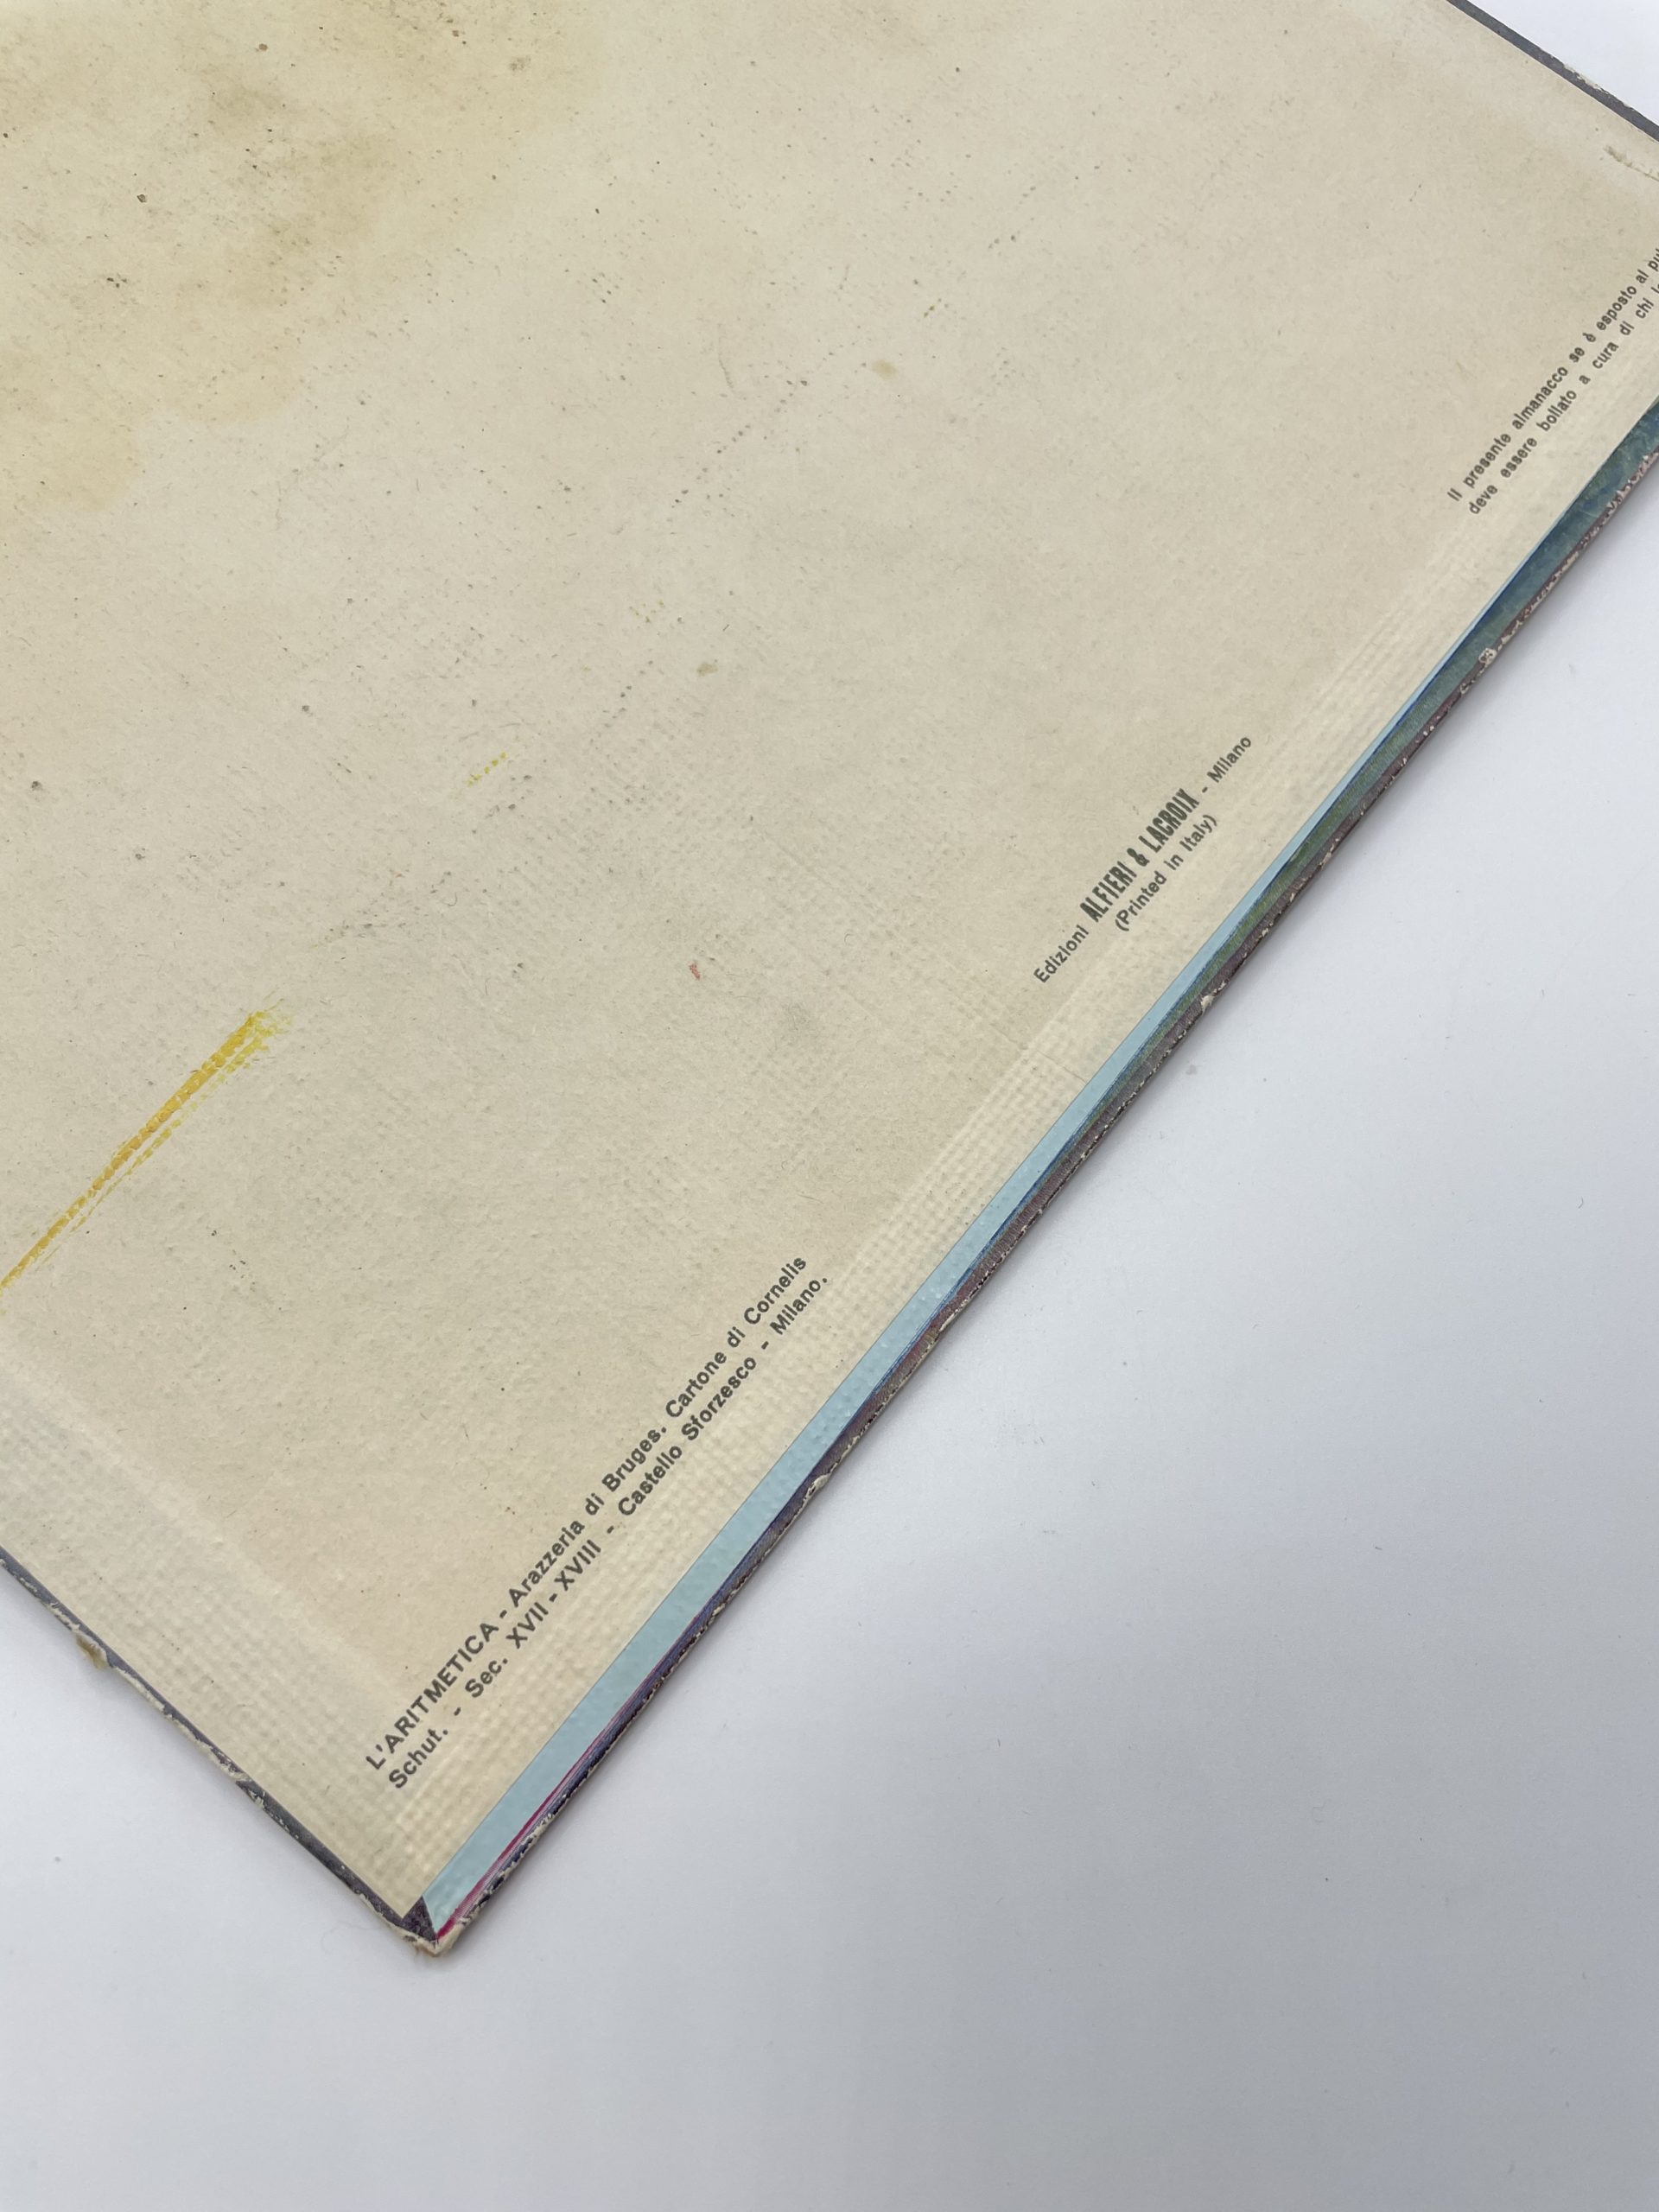 L'ARITMETICA - Arazzeria di Bruges. Cartone di Cornelis
Schut. - Sec. XVII - XVIII - Castello Sforzesco - Milano.
Edizioni ALFIERI & LACROIX - Milano
(Printed in Italy)
Il presente almanacco se è esposto al
deve essere bollato a cura di chi